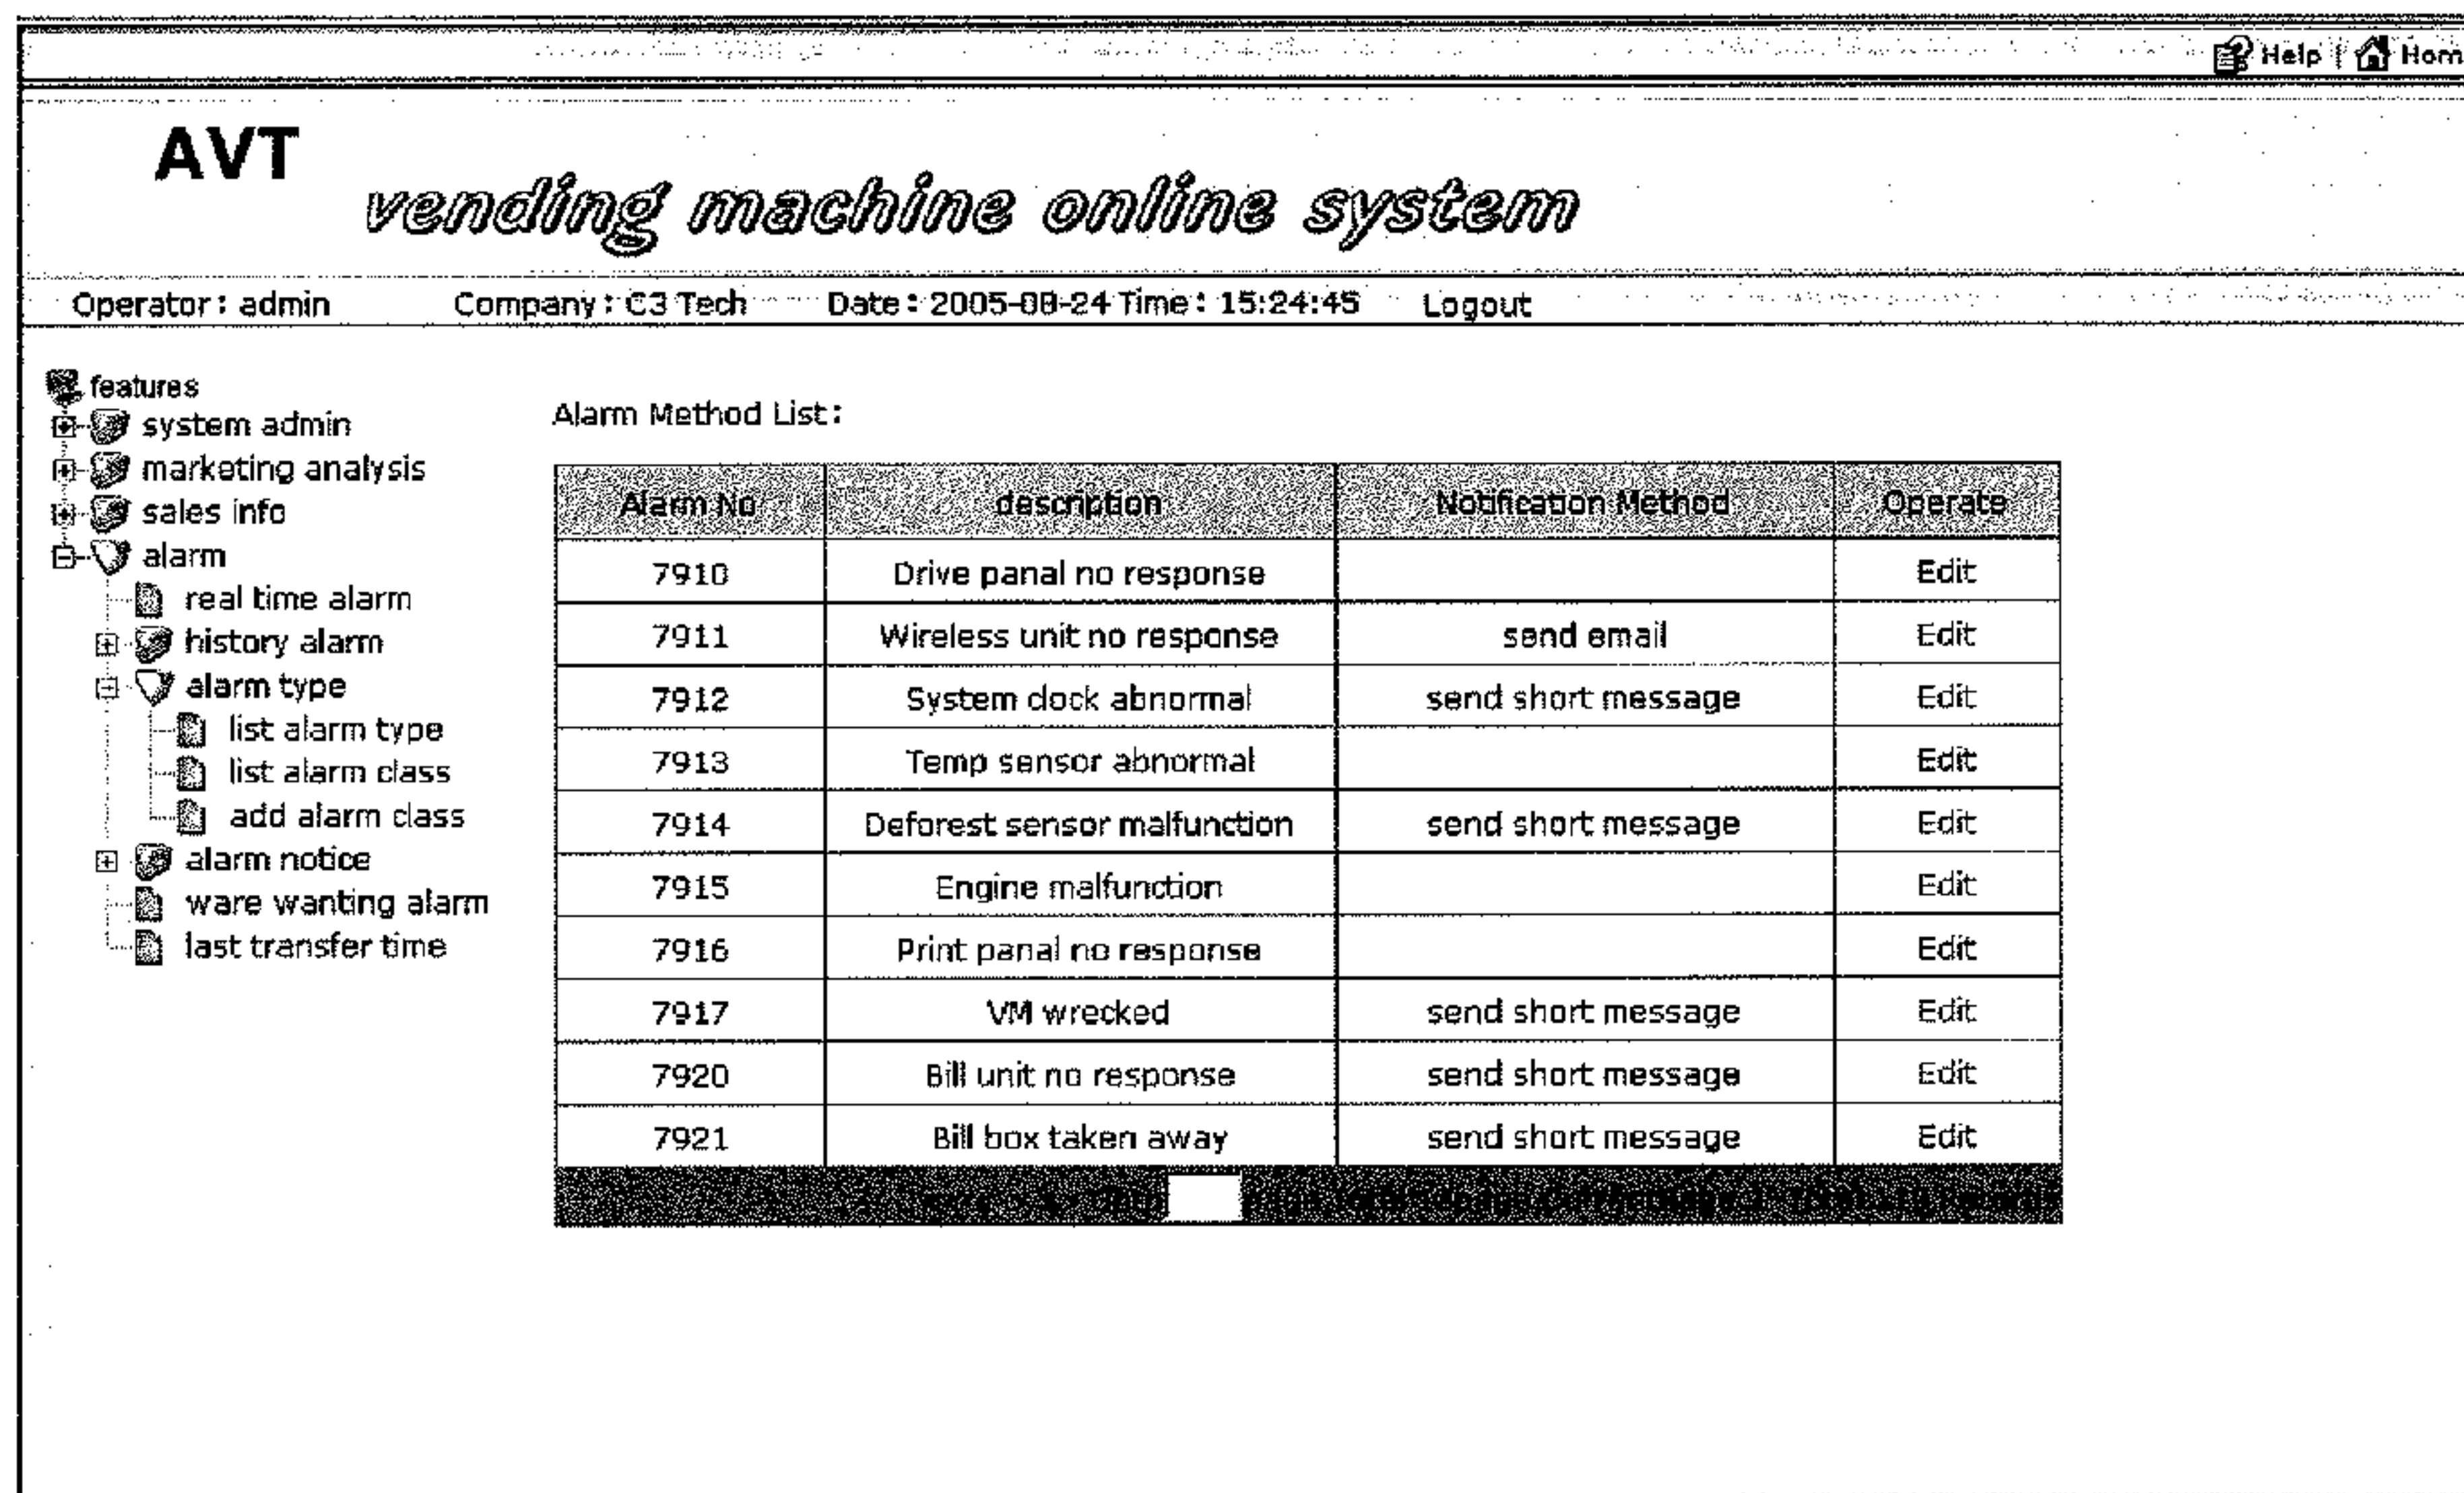 Help | Hom
AVT
vending machine online system
Operator: admin Company: C3 Tech Date: 2005-08-24 Time: 15:24:45 Logout
features
system admin
marketing analysis
sales info
alarm
real time alarm
history alarm
alarm type
list alarm type
list alarm class
add alarm class
alarm notice
ware wanting alarm
last transfer time
Alarm Method List:
Alarm No description Notification Method Operate
7910 Drive panal no response Edit
7911 Wireless unit no response send email Edit
7912 System clock abnormal send short message Edit
7913 Temp sensor abnormal Edit
7914 Deforest sensor malfunction send short message Edit
7915 Engine malfunction Edit
7916 Print panal no response Edit
7917 VM wrecked send short message Edit
7920 Bill unit no response send short message Edit
7921 Bill box taken away send short message Edit